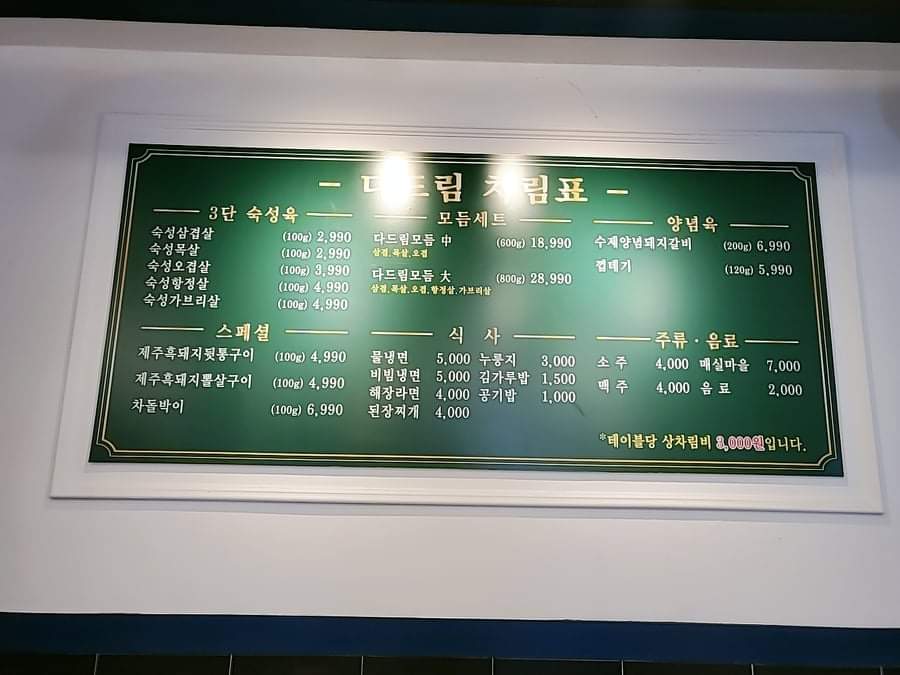 - 다드림 차림표 -
3단 숙성육
숙성삼겹살 (100g) 2,990
숙성목살 (100g) 2,990
숙성오겹살 (100g) 3,990
숙성항정살 (100g) 4,990
숙성가브리살 (100g) 4,990
모듬세트
다드림모듬 中 (600g) 18,990
삼겹,목살,오겹
다드림모듬 大 (800g) 28,990
삼겹,목살,오겹,항정살,가브리살
양념육
수제양념돼지갈비 (200g) 6,990
껍데기 (120g) 5,990
스페셜
제주흑돼지뒷통구이 (100g) 4,990
제주흑돼지뽈살구이 (100g) 4,990
차돌박이 (100g) 6,990
식 사
물냉면 5,000 누룽지 3,000
비빔냉면 5,000 김가루밥 1,500
해장라면 4,000 공기밥 1,000
된장찌개 4,000
주류 · 음료
소 주 4,000 매실마을 7,000
맥 주 4,000 음 료 2,000
*테이블당 상차림비 3,000원입니다.